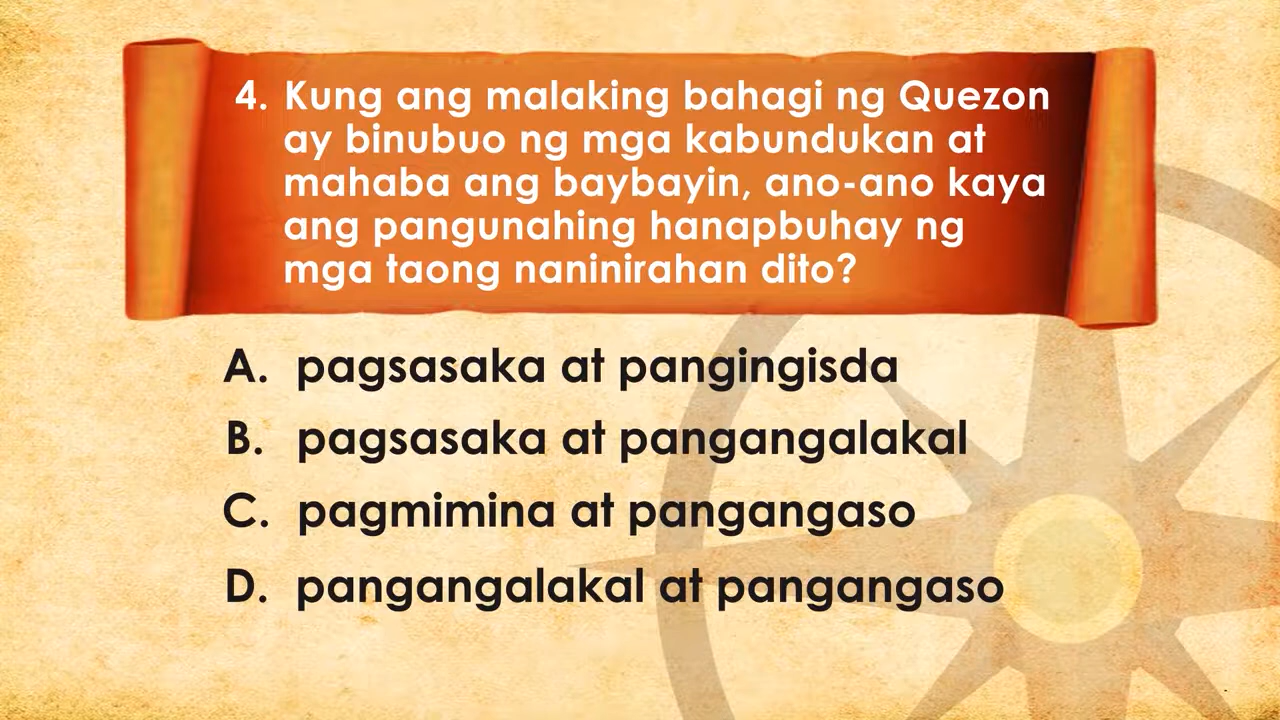 4. Kung ang malaking bahagi ng Quezon
ay binubuo ng mga kabundukan at
mahaba ang baybayin, ano-ano kaya
ang pangunahing hanapbuhay ng
mga taong naninirahan dito?
A. pagsasaka at pangingisda
B. pagsasaka at pangangalakal
C. pagmimina at pangangaso
D. pangangalakal at pangangaso